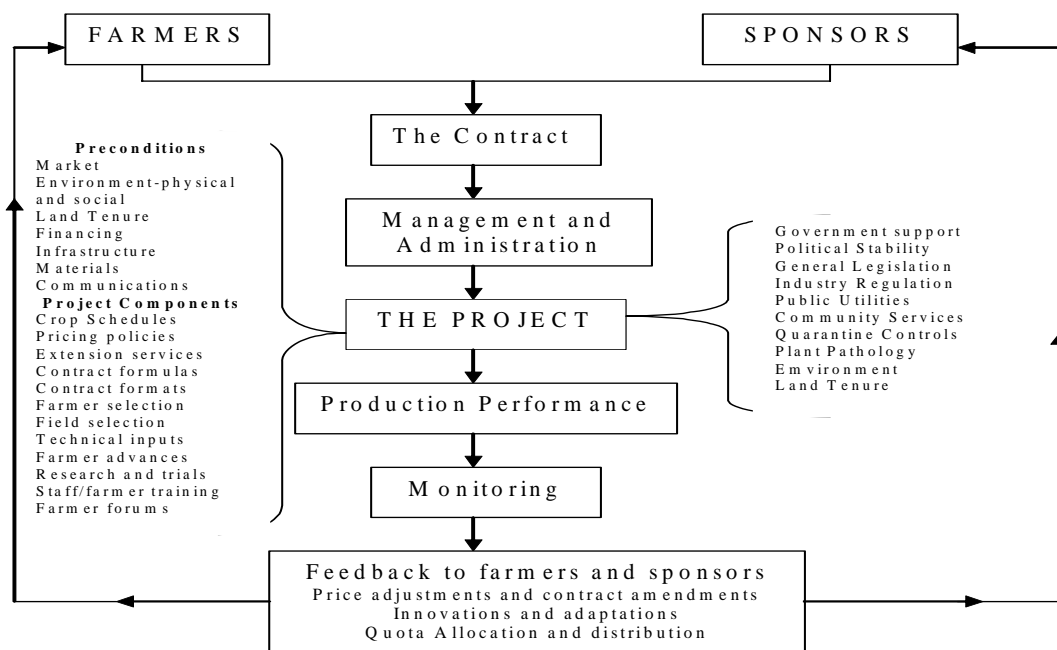 FARMERS
SPONSORS
The Contract
Management and
Administration
THE PROJECT
Production Performance
Monitoring
Feedback to farmers and sponsors
Price adjustments and contract amendments
Innovations and adaptations
Quota Allocation and distribution
Preconditions
Market
Environment-physical
and social
Land Tenure
Financing
Infrastructure
Materials
Communications
Project Components
Crop Schedules
Pricing policies
Extension services
Contract formulas
Contract formats
Farmer selection
Field selection
Technical inputs
Farmer advances
Research and trials
Staff/farmer training
Farmer forums
Government support
Political Stability
General Legislation
Industry Regulation
Public Utilities
Community Services
Quarantine Controls
Plant Pathology
Emvironment
Land Tenure